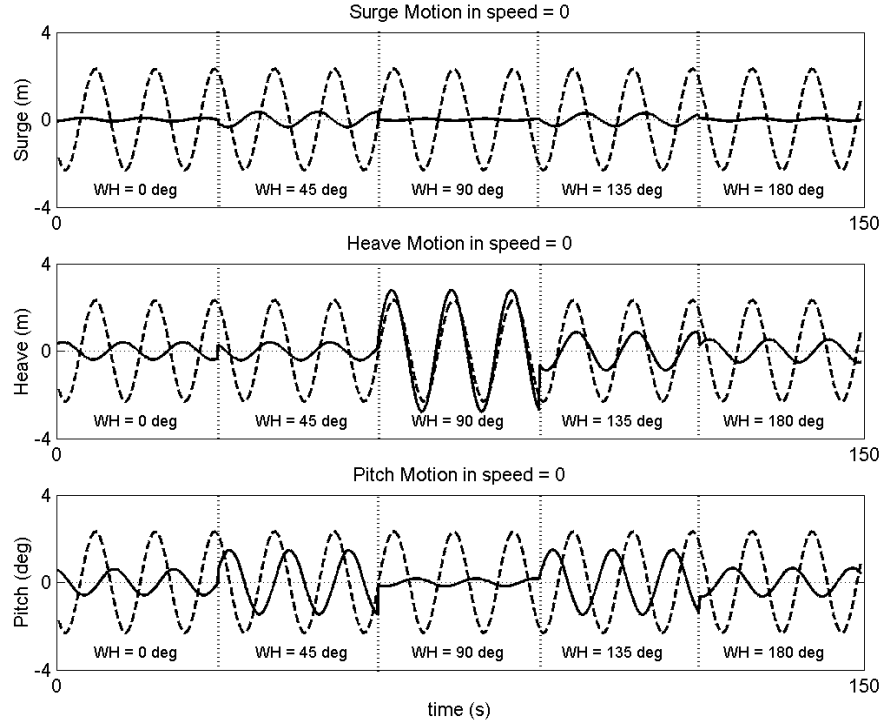 Surge Motion in speed = 0
4
0
-4
Surge (m)
WH = 0 deg WH = 45 deg WH = 90 deg WH = 135 deg WH = 180 deg
0 150
Heave Motion in speed = 0
4
0
-4
Heave (m)
WH = 0 deg WH = 45 deg WH = 90 deg WH = 135 deg WH = 180 deg
0 150
Pitch Motion in speed = 0
4
0
-4
Pitch (deg)
WH = 0 deg WH = 45 deg WH = 90 deg WH = 135 deg WH = 180 deg
0 150
time (s)